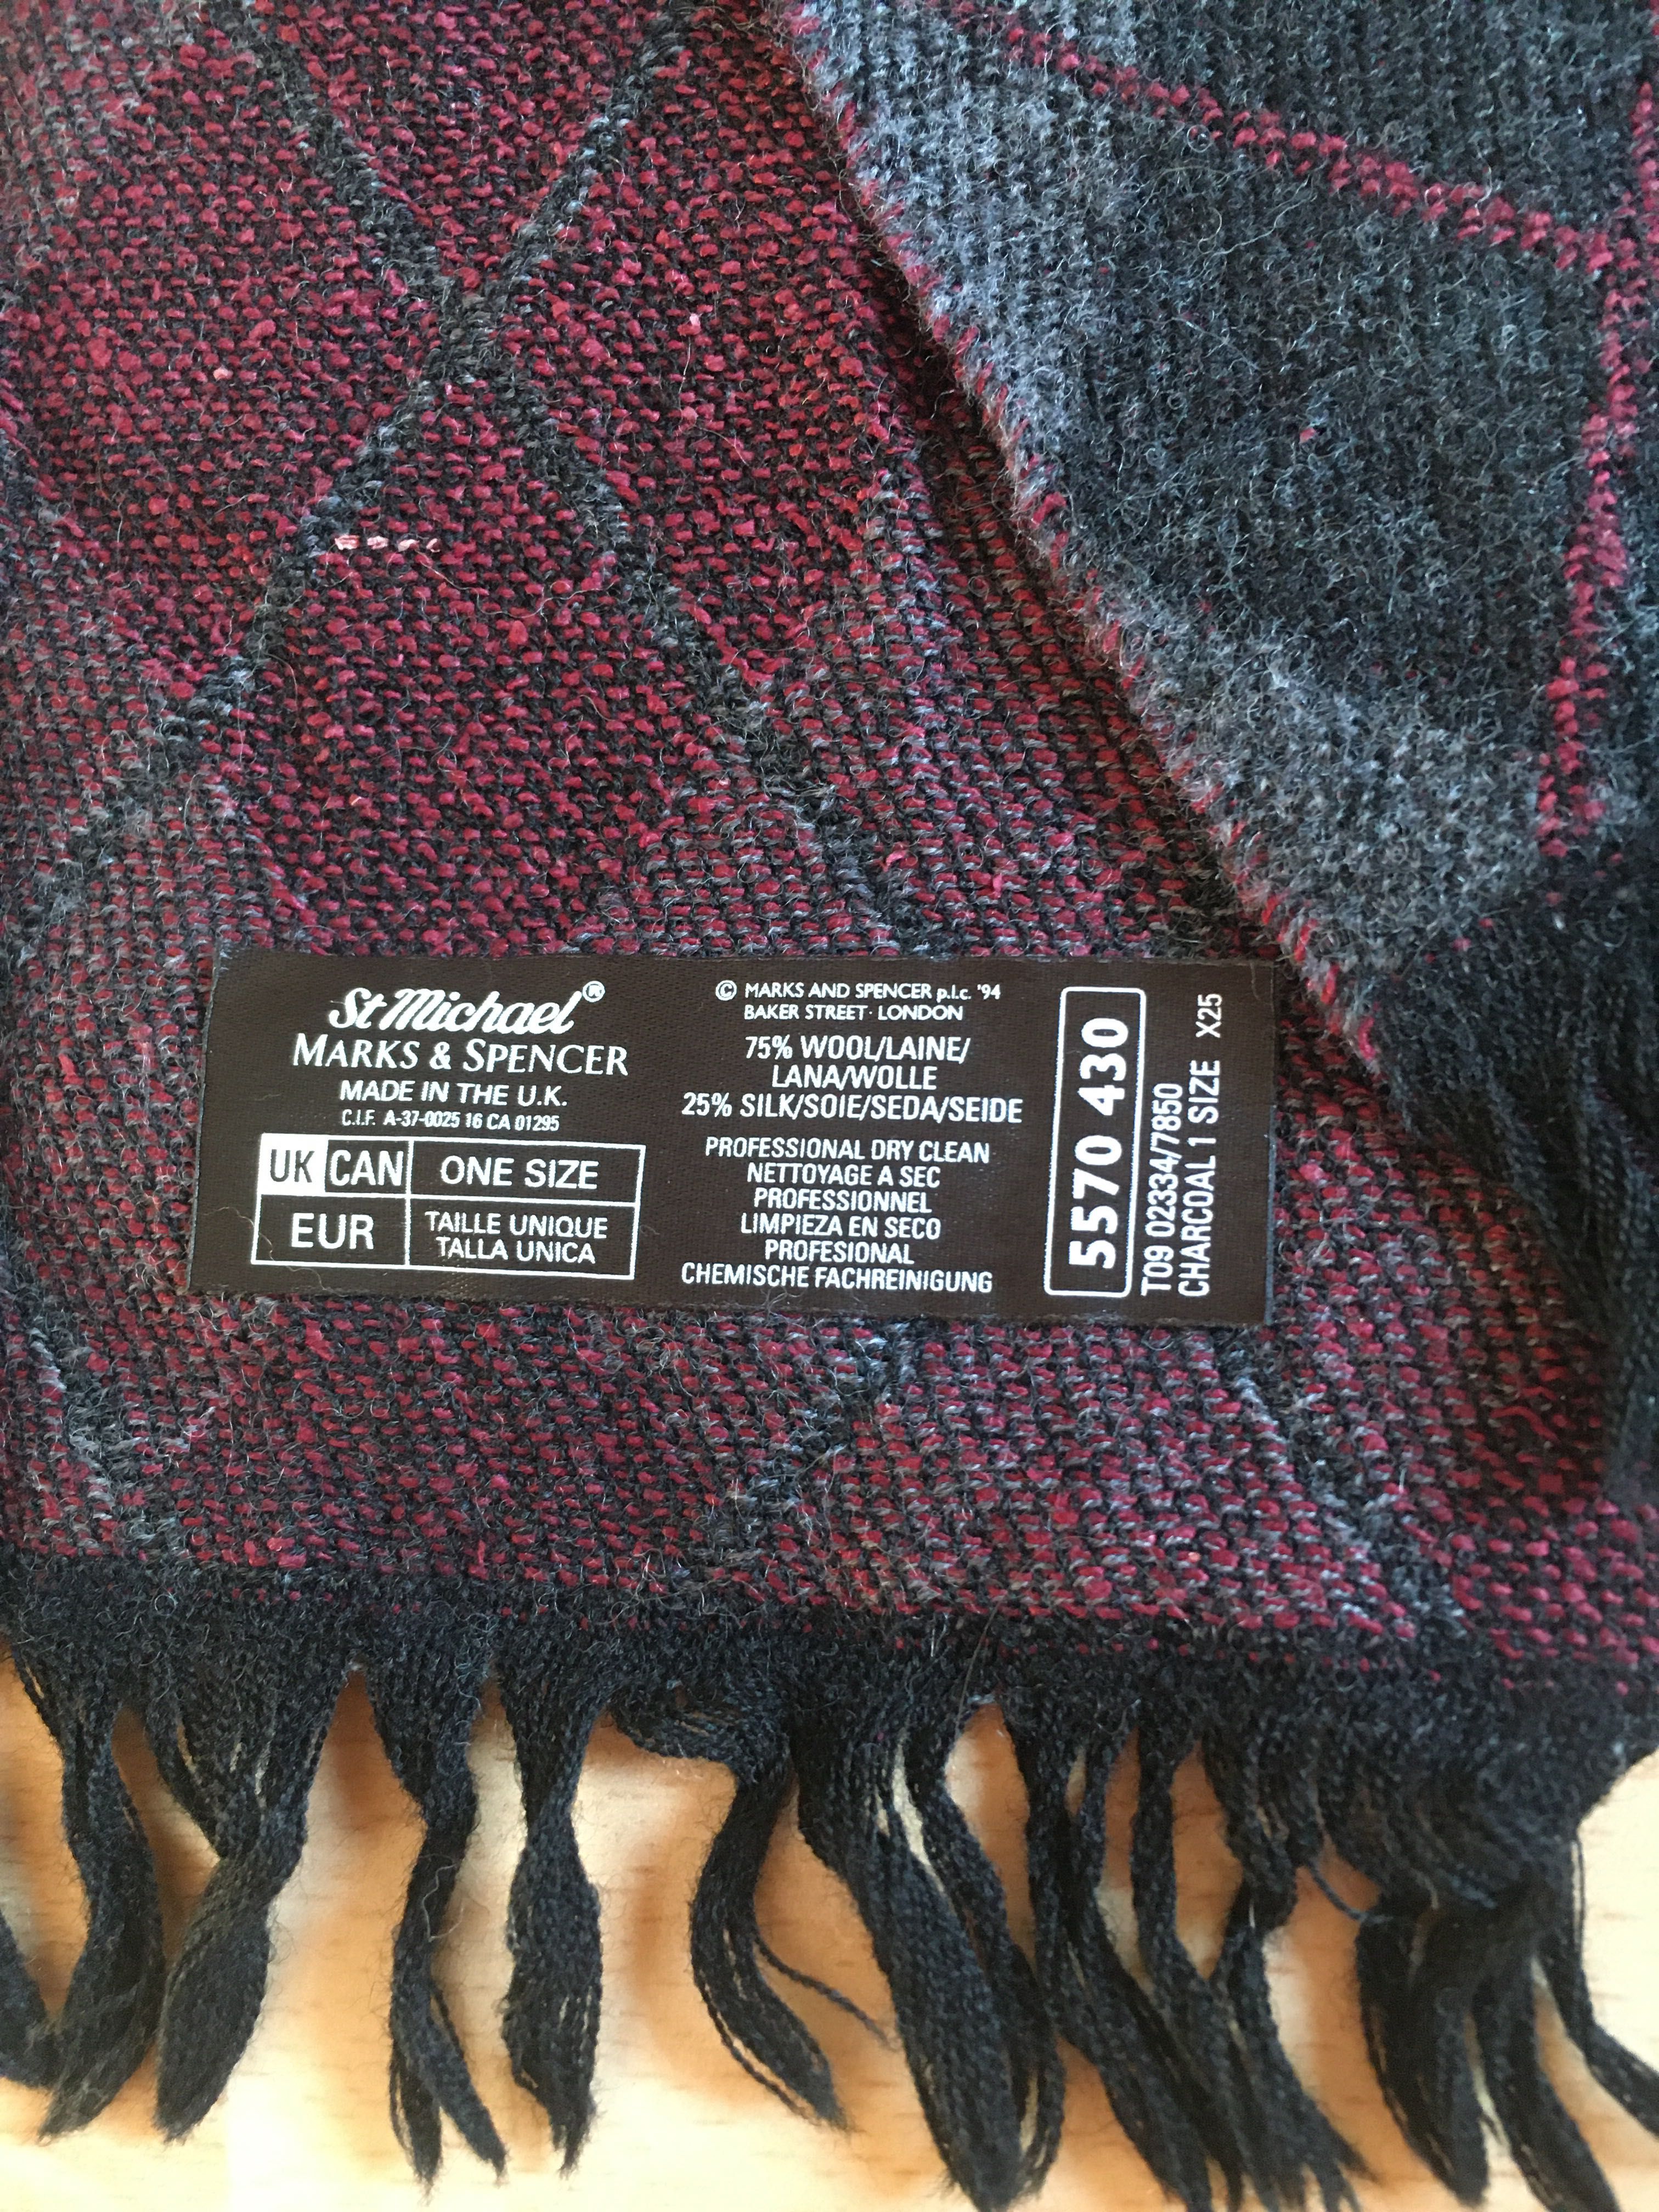 St Michael®
MARKS & SPENCER
MADE IN THE U.K.
C.I.F. A-37-0025 16 CA 01295
UK CAN ONE SIZE
EUR TAILLE UNIQUE
TALLA UNICA
© MARKS AND SPENCER p.l.c. '94
BAKER STREET · LONDON
75% WOOL/LAINE/
LANA/WOLLE
25% SILK/SOIE/SEDA/SEIDE
PROFESSIONAL DRY CLEAN
NETTOYAGE A SEC
PROFESSIONNEL
LIMPIEZA EN SECO
PROFESIONAL
CHEMISCHE FACHREINIGUNG
5570 430
T09 02334/7850
CHARCOAL 1 SIZE X25